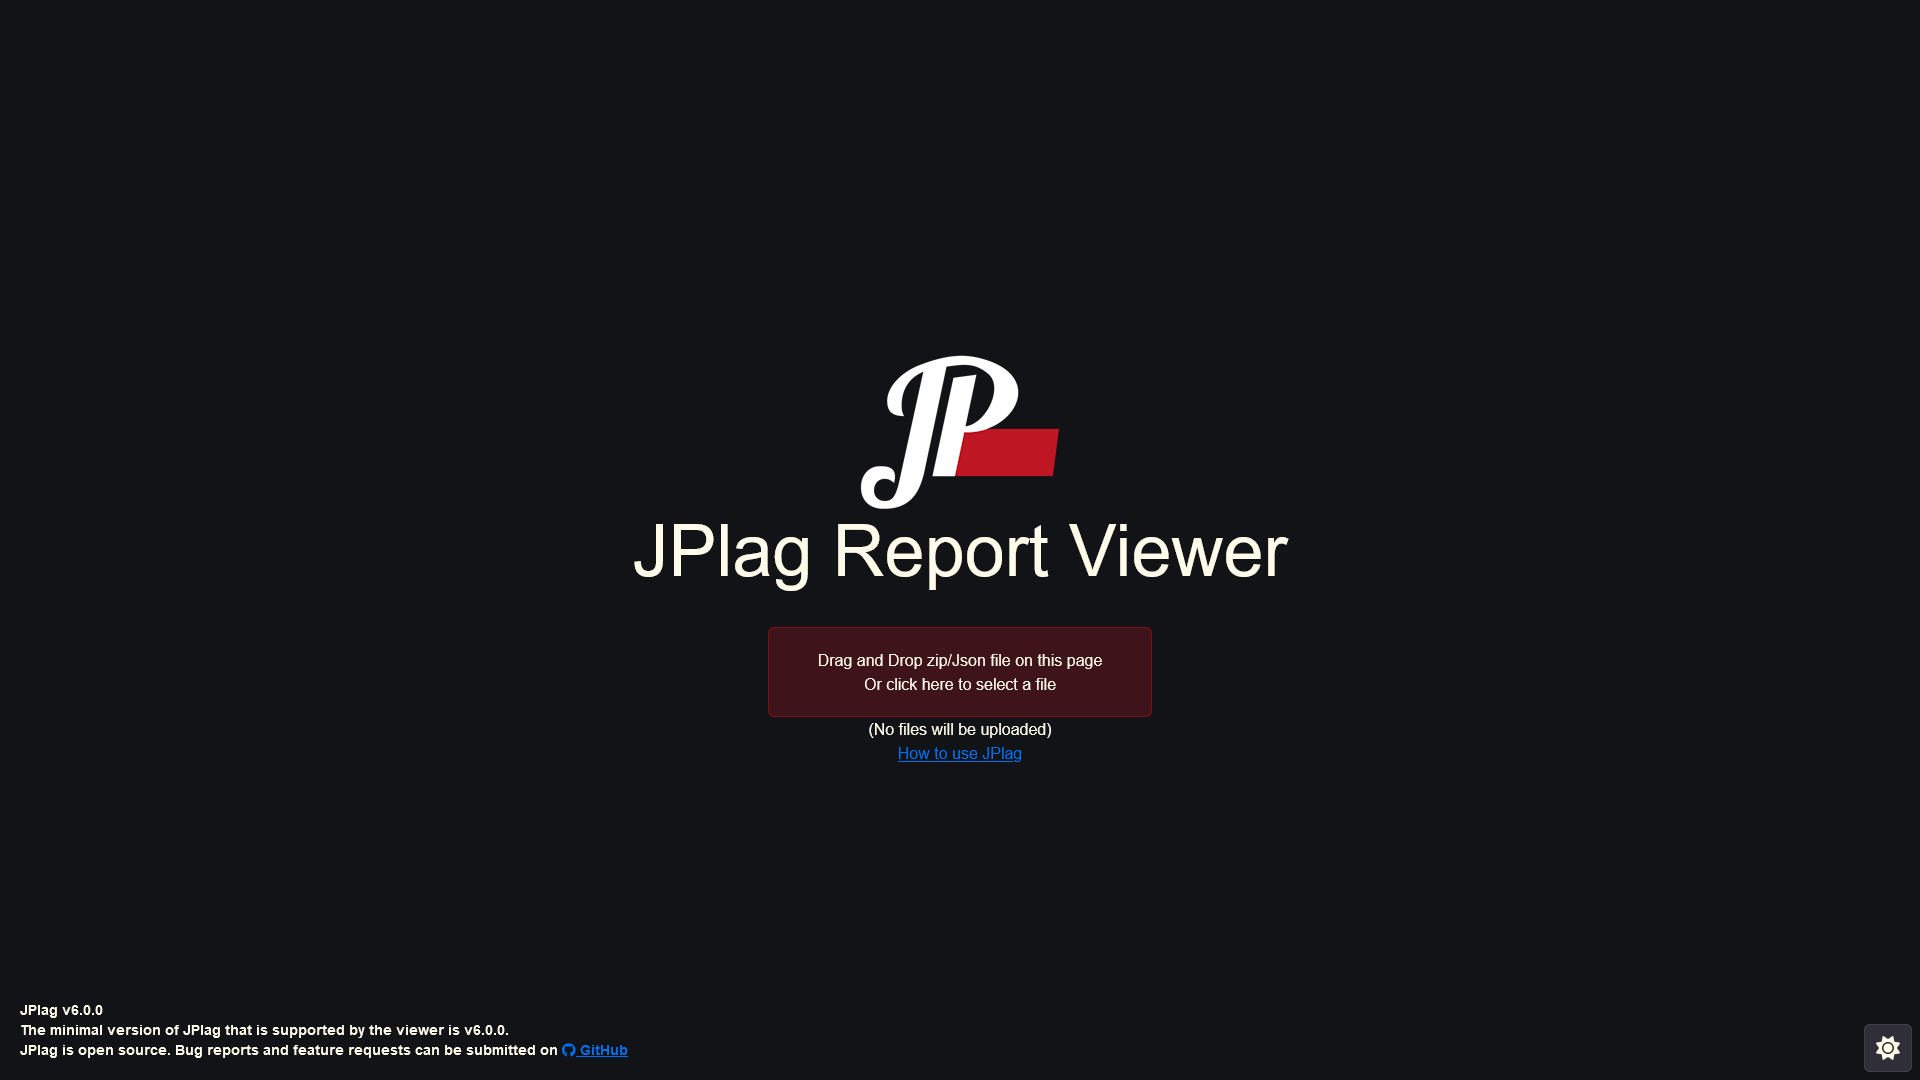 JP
JPlag Report Viewer
Drag and Drop zip/Json file on this page
Or click here to select a file
(No files will be uploaded)
How to use JPlag
JPlag v6.0.0
The minimal version of JPlag that is supported by the viewer is v6.0.0.
JPlag is open source. Bug reports and feature requests can be submitted on GitHub